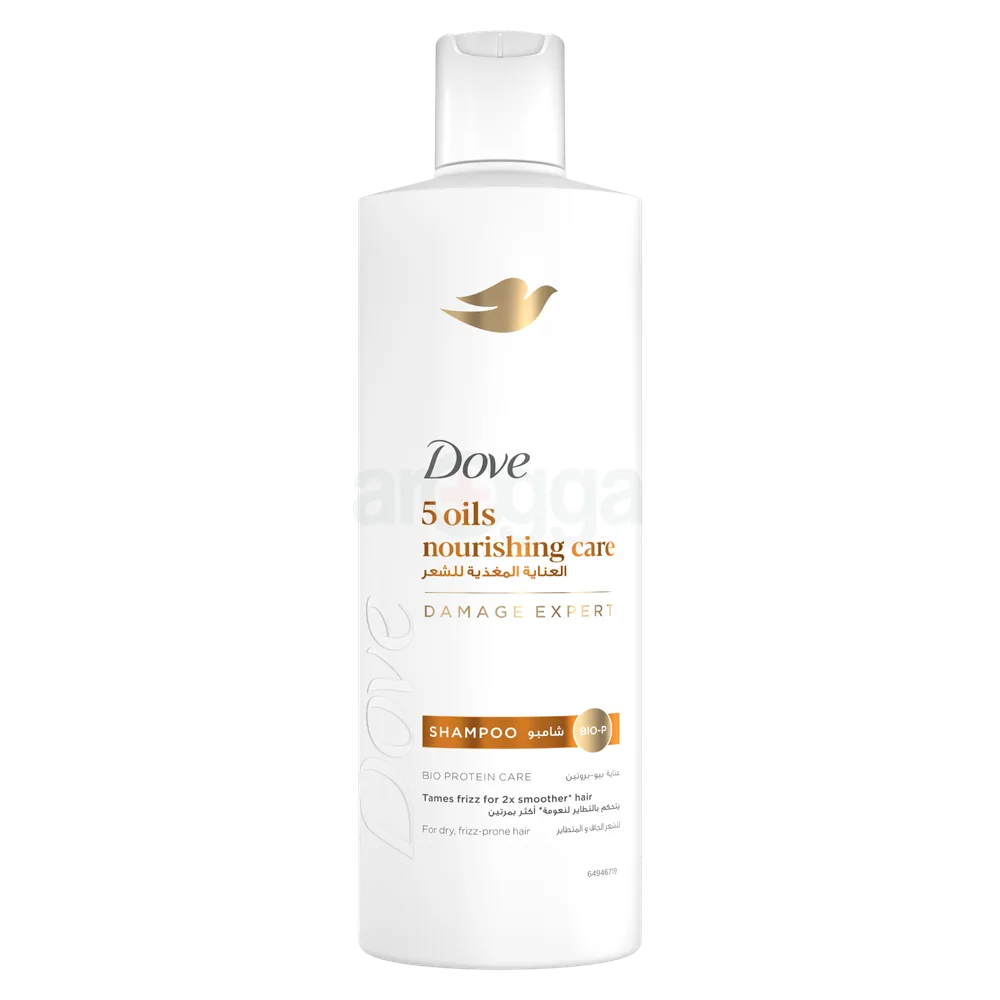 Dove
arogga
5 oils
nourishing care
العناية المغذية للشعر
DAMAGE EXPERT
Dove
SHAMPOO شامبو BIO-P
BIO PROTEIN CARE عناية بيو-بروتين
Tames frizz for 2x smoother* hair
يتحكم بالتطاير لنعومة* أكثر بمرتين
For dry, frizz-prone hair للشعر الجاف و المتطاير
64946719